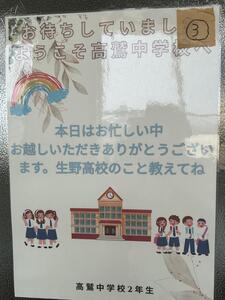 お待ちしていました
ようこそ高鷲中学校へ
③
本日はお忙しい中
お越しいただきありがとうござい
ます。生野高校のこと教えてね
高鷲中学校2年生